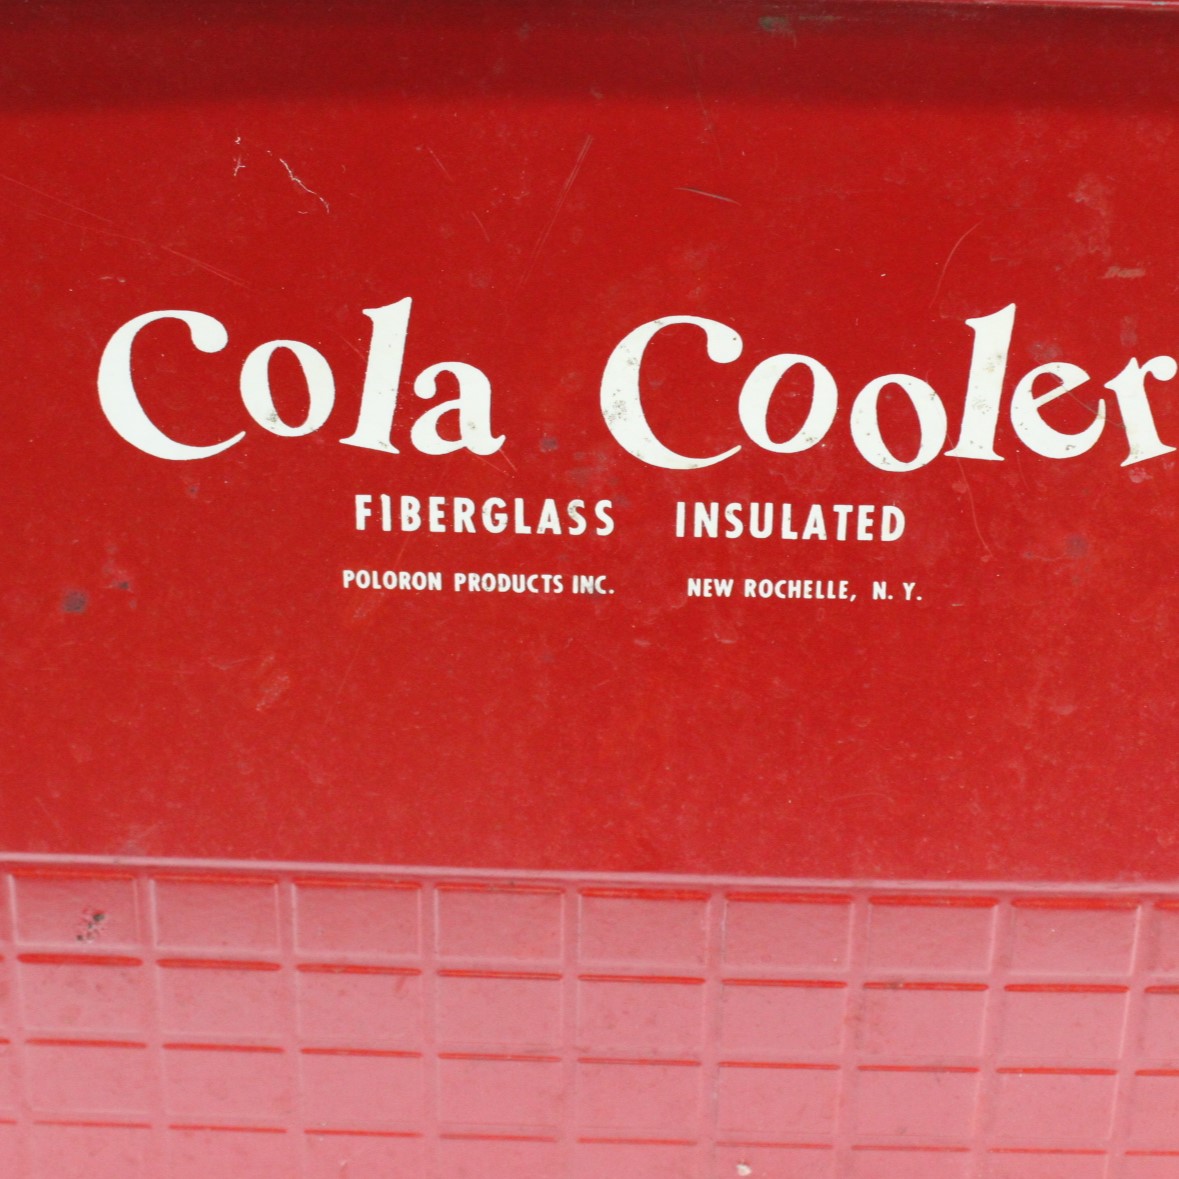 Cola Cooler
FIBERGLASS INSULATED
POLORON PRODUCTS INC. NEW ROCHELLE, N. Y.